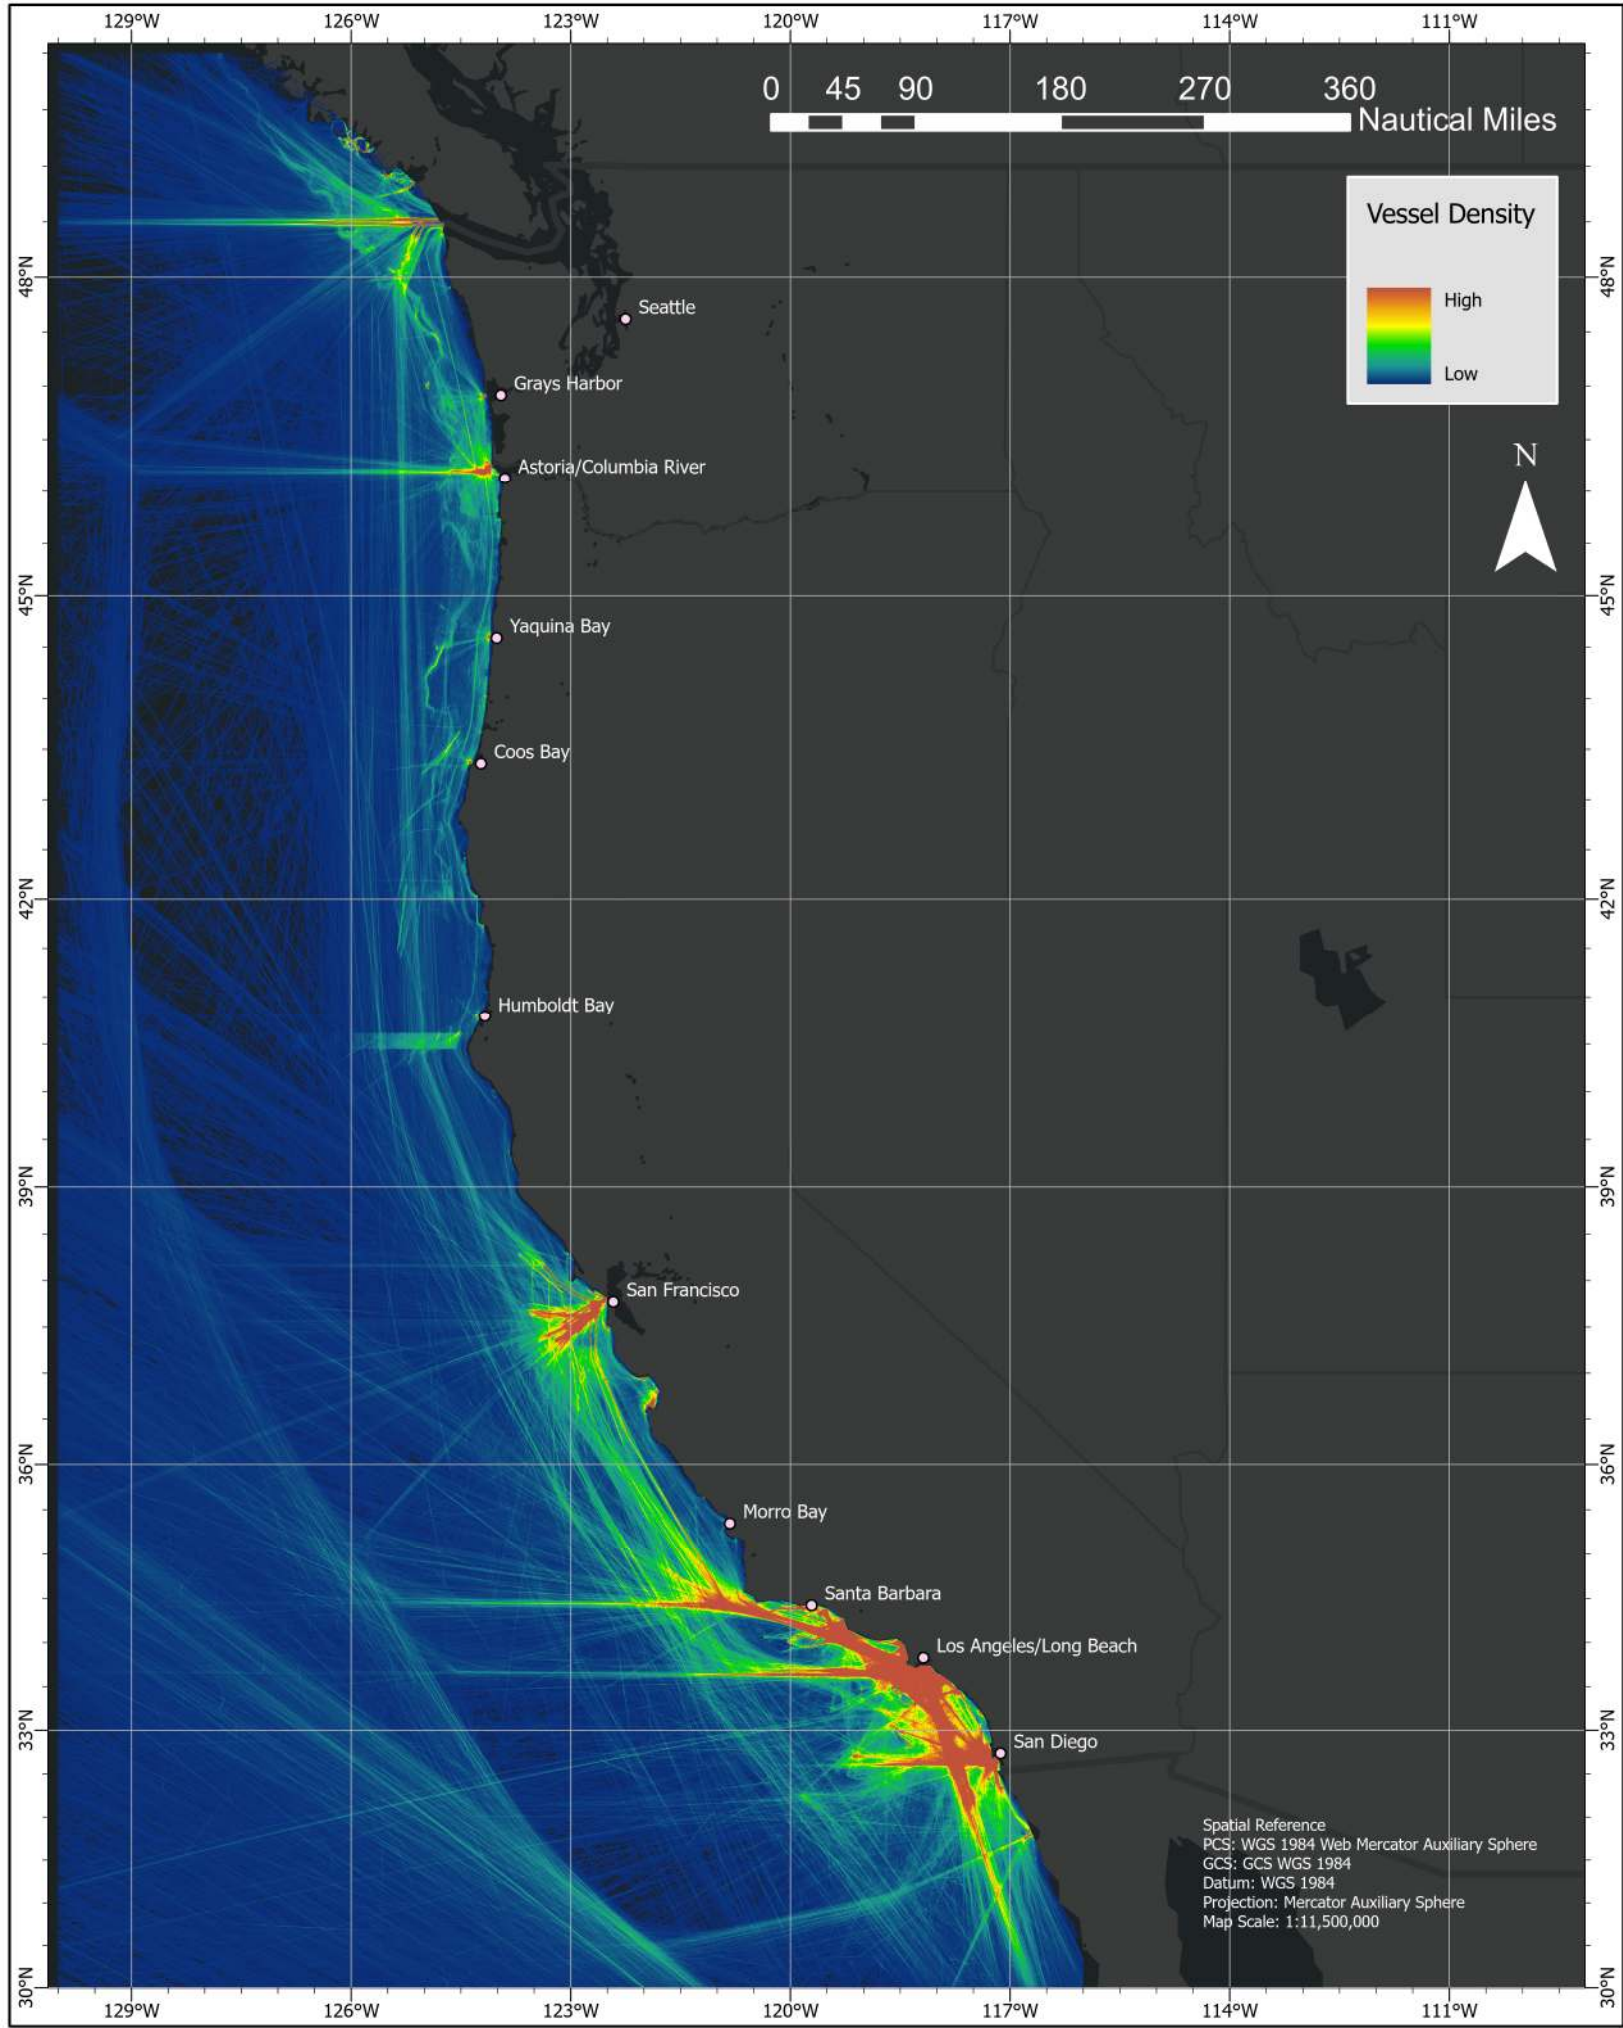 129°W 126°W 123°W 120°W 117°W 114°W 111°W
0 45 90 180 270 360
Nautical Miles
Vessel Density
High
Low
48°N 48°N
Seattle
Grays Harbor
N
Astoria/Columbia River
45°N 45°N
Yaquina Bay
Coos Bay
42°N 42°N
Humboldt Bay
39°N 39°N
San Francisco
36°N 36°N
Morro Bay
Santa Barbara
Los Angeles/Long Beach
33°N 33°N
San Diego
Spatial Reference
PCS: WGS 1984 Web Mercator Auxiliary Sphere
GCS: GCS WGS 1984
Datum: WGS 1984
Projection: Mercator Auxiliary Sphere
Map Scale: 1:11,500,000
30°N 30°N
129°W 126°W 123°W 120°W 117°W 114°W 111°W